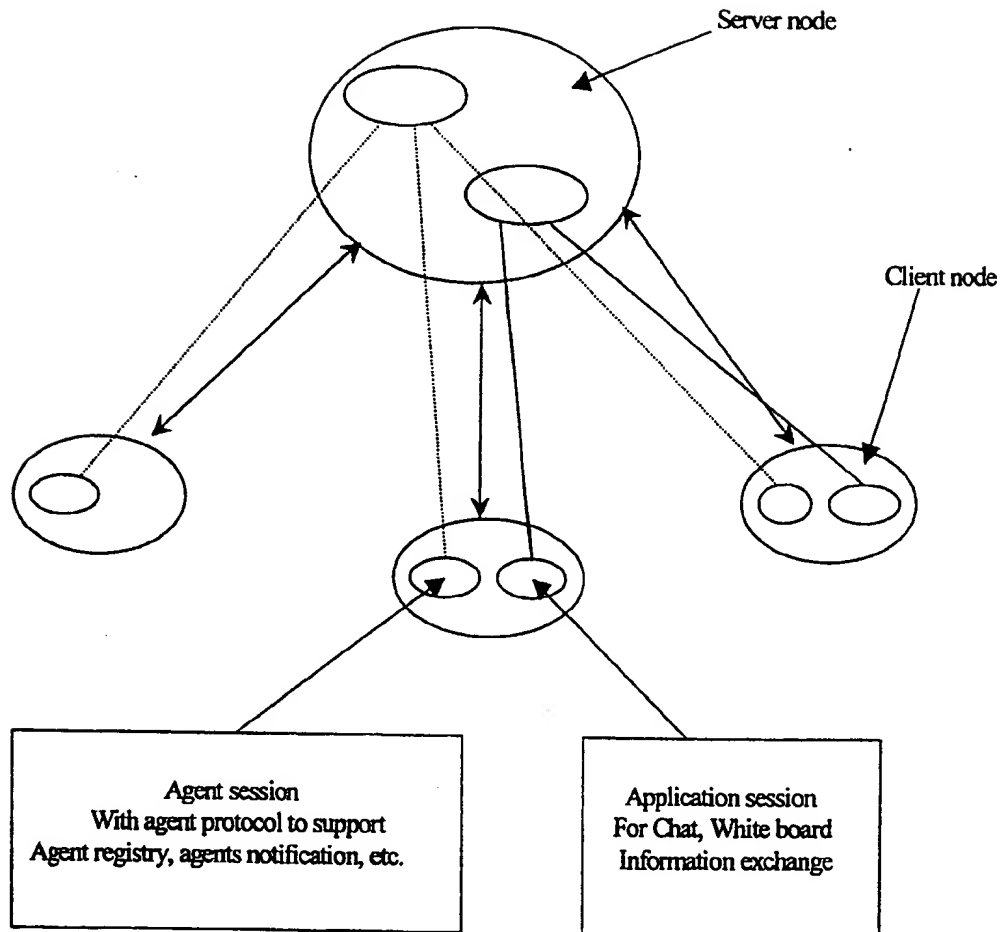 Server node
Client node
Agent session
With agent protocol to support
Agent registry, agents notification, etc.
Application session
For Chat, White board
Information exchange